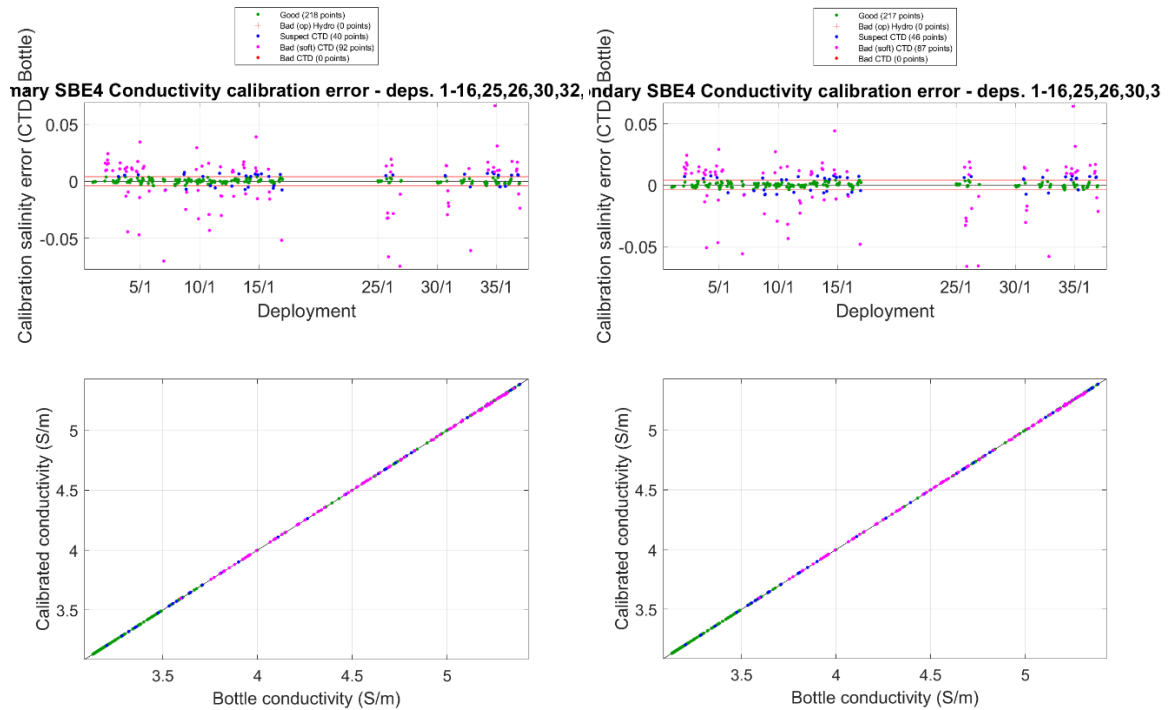 Good (218 points)
Bad (op) Hydro (0 points)
Suspect CTD (40 points)
Bad (soft) CTD (92 points)
Bad CTD (0 points)
nary SBE4 Conductivity calibration error - deps. 1-16,25,26,30,32,
Calibration salinity error (CTD - Bottle)
0.05
0
-0.05
5/1 10/1 15/1 25/1 30/1 35/1
Deployment
Calibrated conductivity (S/m)
5
4.5
4
3.5
3.5 4 4.5 5
Bottle conductivity (S/m)
Good (217 points)
Bad (op) Hydro (0 points)
Suspect CTD (46 points)
Bad (soft) CTD (87 points)
Bad CTD (0 points)
ndary SBE4 Conductivity calibration error - deps. 1-16,25,26,30,3
Calibration salinity error (CTD - Bottle)
0.05
0
-0.05
5/1 10/1 15/1 25/1 30/1 35/1
Deployment
Calibrated conductivity (S/m)
5
4.5
4
3.5
3.5 4 4.5 5
Bottle conductivity (S/m)